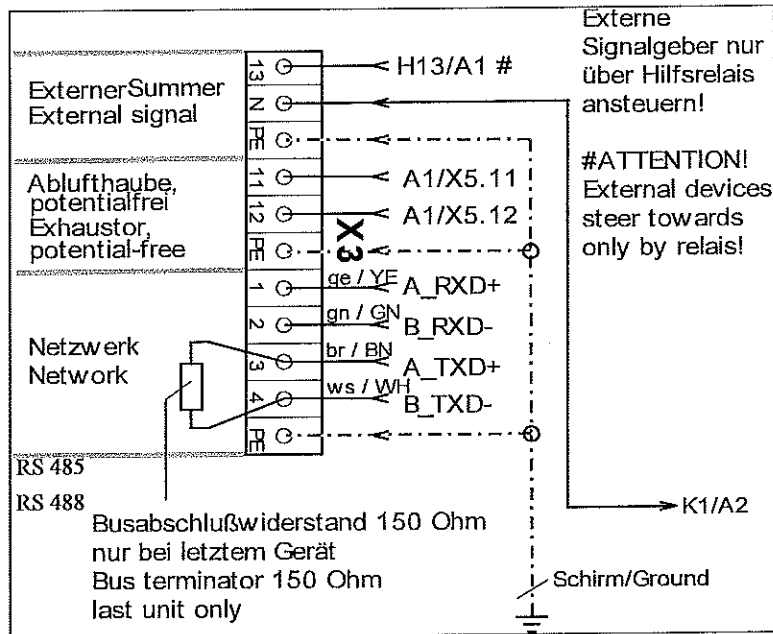 Externe
Signalgeber nur
über Hilfsrelais
ansteuern!
#ATTENTION!
External devices
steer towards
only by relais!
ExternerSummer
External signal
13
H13/A1 #
N
PE
Ablufthaube,
potentialfrei
Exhaustor,
potential-free
11
A1/X5.11
12
A1/X5.12
PE
X3
Netzwerk
Network
1
ge / YE
A_RXD+
2
gn / GN
B_RXD-
3
br / BN
A_TXD+
4
ws / WH
B_TXD-
PE
RS 485
RS 488
K1/A2
Busabschlußwiderstand 150 Ohm
nur bei letztem Gerät
Bus terminator 150 Ohm
last unit only
Schirm/Ground